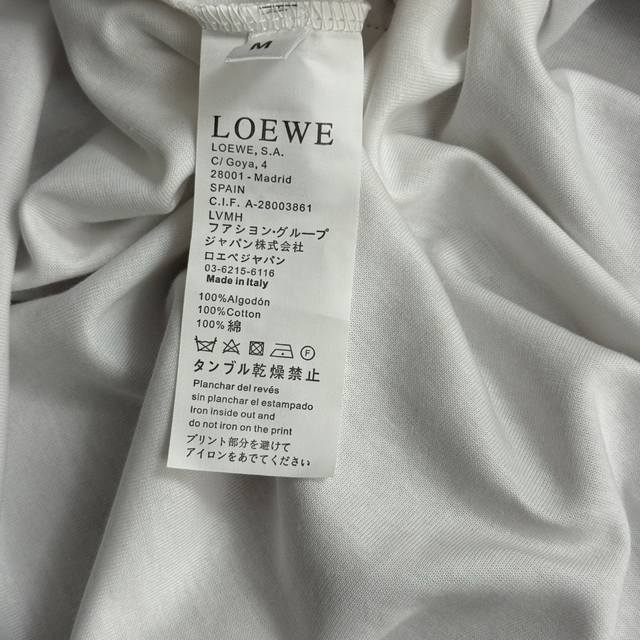 M
LOEWE
LOEWE, S.A.
C/ Goya, 4
28001 - Madrid
SPAIN
C.I.F. A-28003861
LVMH
フアシヨン･グループ
ジャパン株式会社
ロエベジャパン
03-6215-6116
Made in Italy
100%Algodón
100%Cotton
100% 綿
F
タンブル乾燥禁止
Planchar del revés
sin planchar el estampado
Iron inside out and
do not iron on the print
プリント部分を避けて
アイロンをあでてください